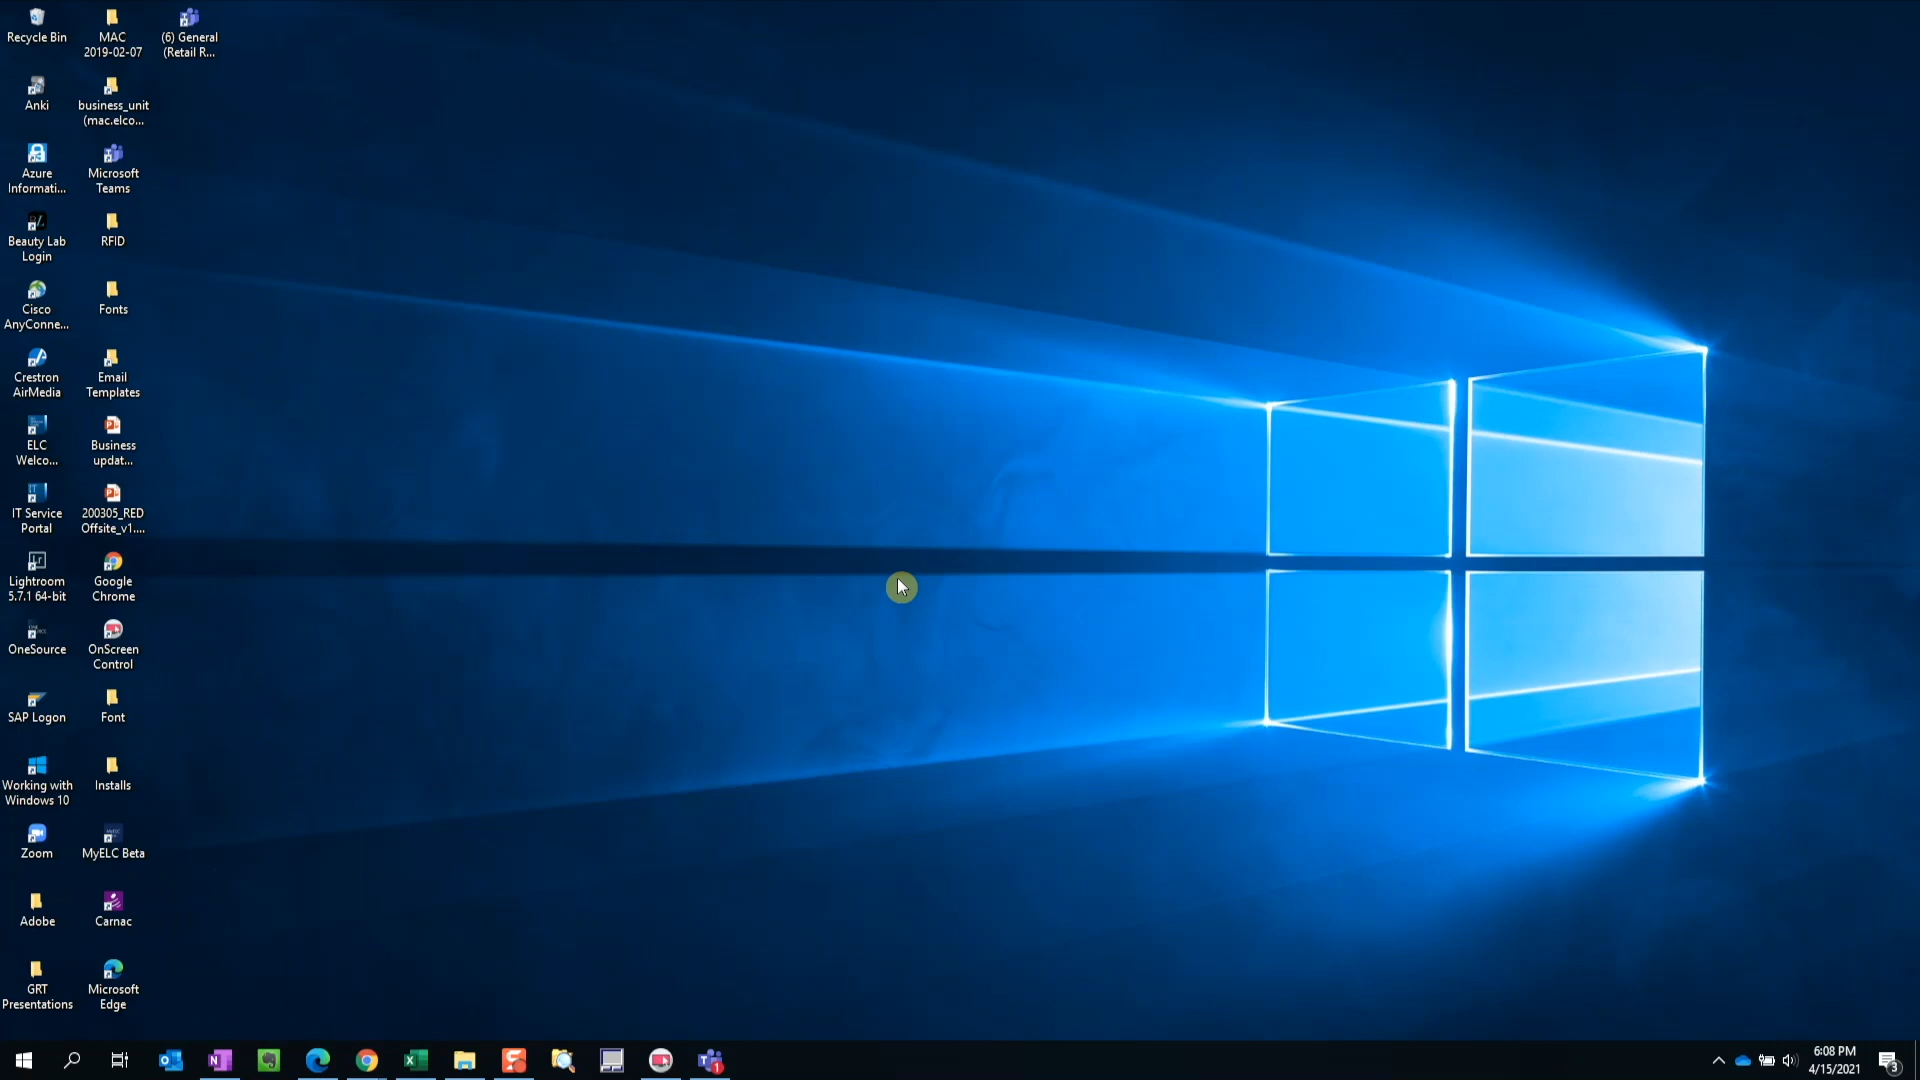 Recycle Bin
MAC
2019-02-07
(6) General
(Retail R...
Anki
business_unit
(mac.elco...
Azure
Informati...
Microsoft
Teams
Beauty Lab
Login
RFID
Cisco
AnyConne...
Fonts
Crestron
AirMedia
Email
Templates
ELC
Welco...
Business
updat...
IT Service
Portal
200305_RED
Offsite_v1....
Lightroom
5.7.1 64-bit
Google
Chrome
OneSource
OnScreen
Control
SAP Logon
Font
Working with
Windows 10
Installs
Zoom
MyELC Beta
Adobe
Carnac
GRT
Presentations
Microsoft
Edge
6:08 PM
4/15/2021
1
3